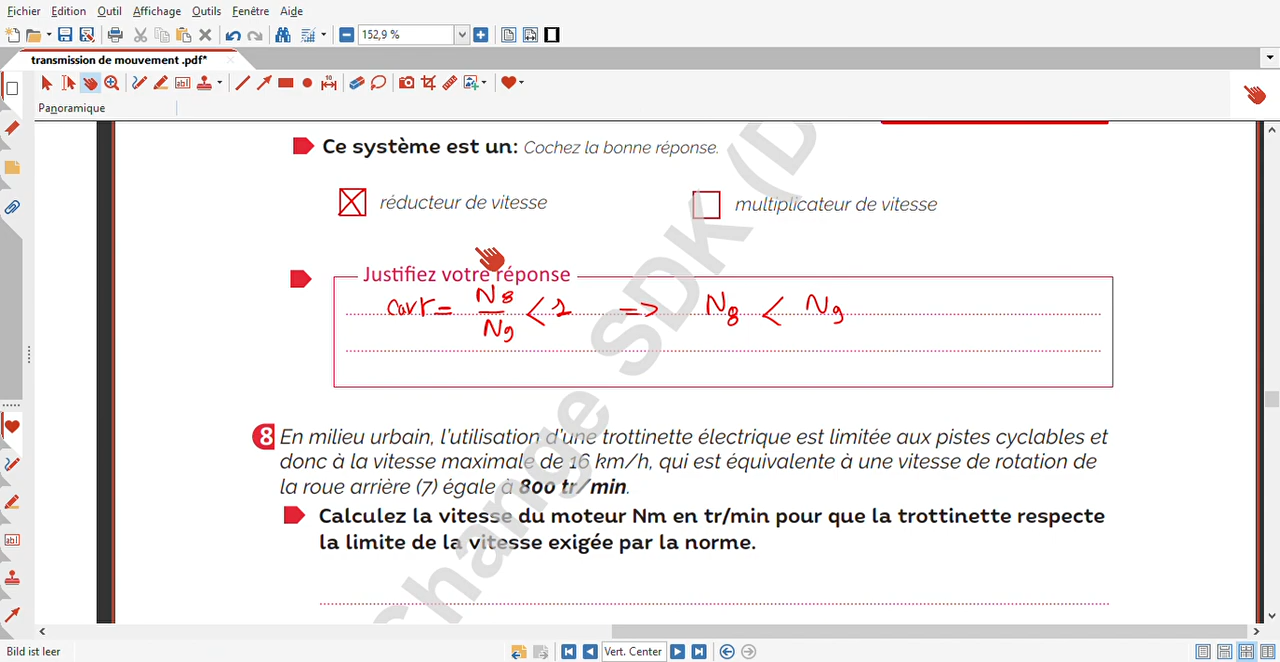 Fichier Edition Outil Affichage Outils Fenêtre Aide
152,9 %
transmission de mouvement .pdf*
Panoramique
Ce système est un: Cochez la bonne réponse.
réducteur de vitesse
multiplicateur de vitesse
Justifiez votre réponse
car r = N8/N9 < 1 => N8 < N9
8 En milieu urbain, l'utilisation d'une trottinette électrique est limitée aux pistes cyclables et
donc à la vitesse maximale de 16 km/h, qui est équivalente à une vitesse de rotation de
la roue arrière (7) égale à 800 tr/min.
Calculez la vitesse du moteur Nm en tr/min pour que la trottinette respecte
la limite de la vitesse exigée par la norme.
Change SDK (D
Bild ist leer
Vert. Center